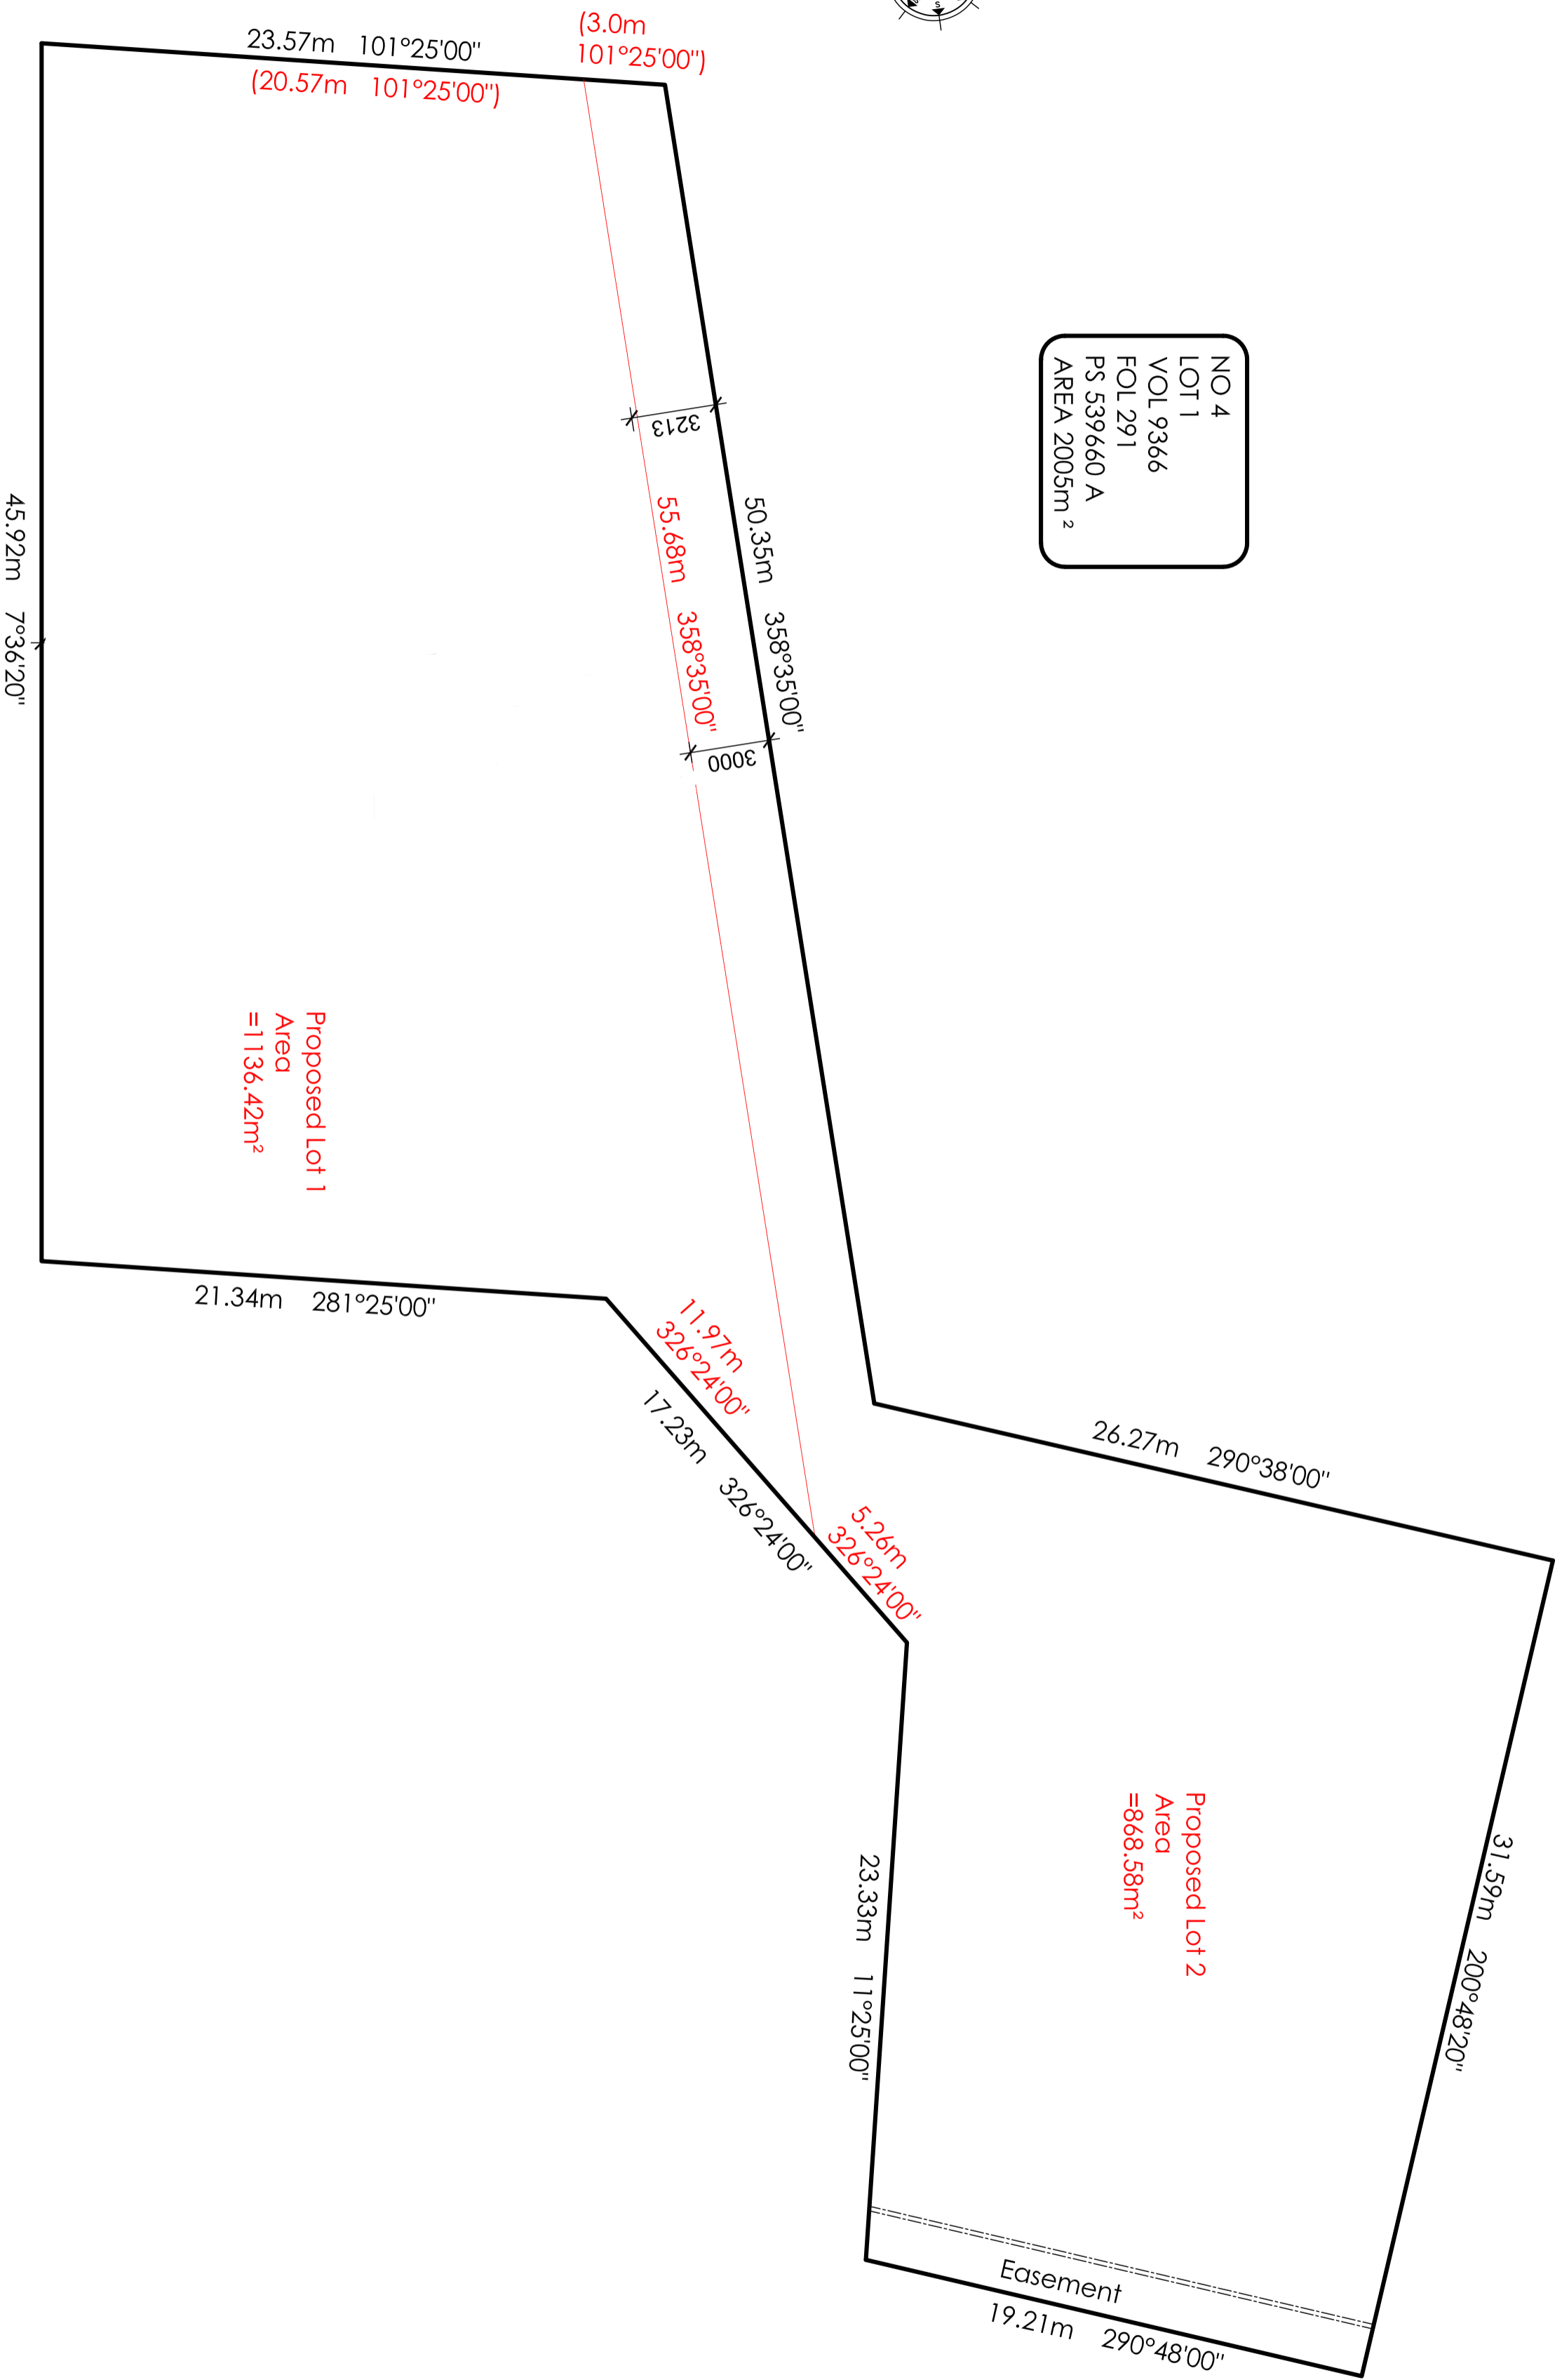 S
(3.0m
101°25'00")
23.57m 101°25'00"
(20.57m 101°25'00")
NO 4
LOT 1
VOL 9366
FOL 291
PS 539660 A
AREA 2005m²
3213
50.35m 358°35'00"
55.68m 358°35'00"
3000
45.92m 7°36'20"
Proposed Lot 1
Area
=1136.42m²
21.34m 281°25'00"
11.97m
326°24'00"
17.23m 326°24'00"
5.26m
326°24'00"
26.27m 290°38'00"
Proposed Lot 2
Area
=868.58m²
31.59m 200°48'20"
23.33m 11°25'00"
Easement
19.21m 290°48'00"